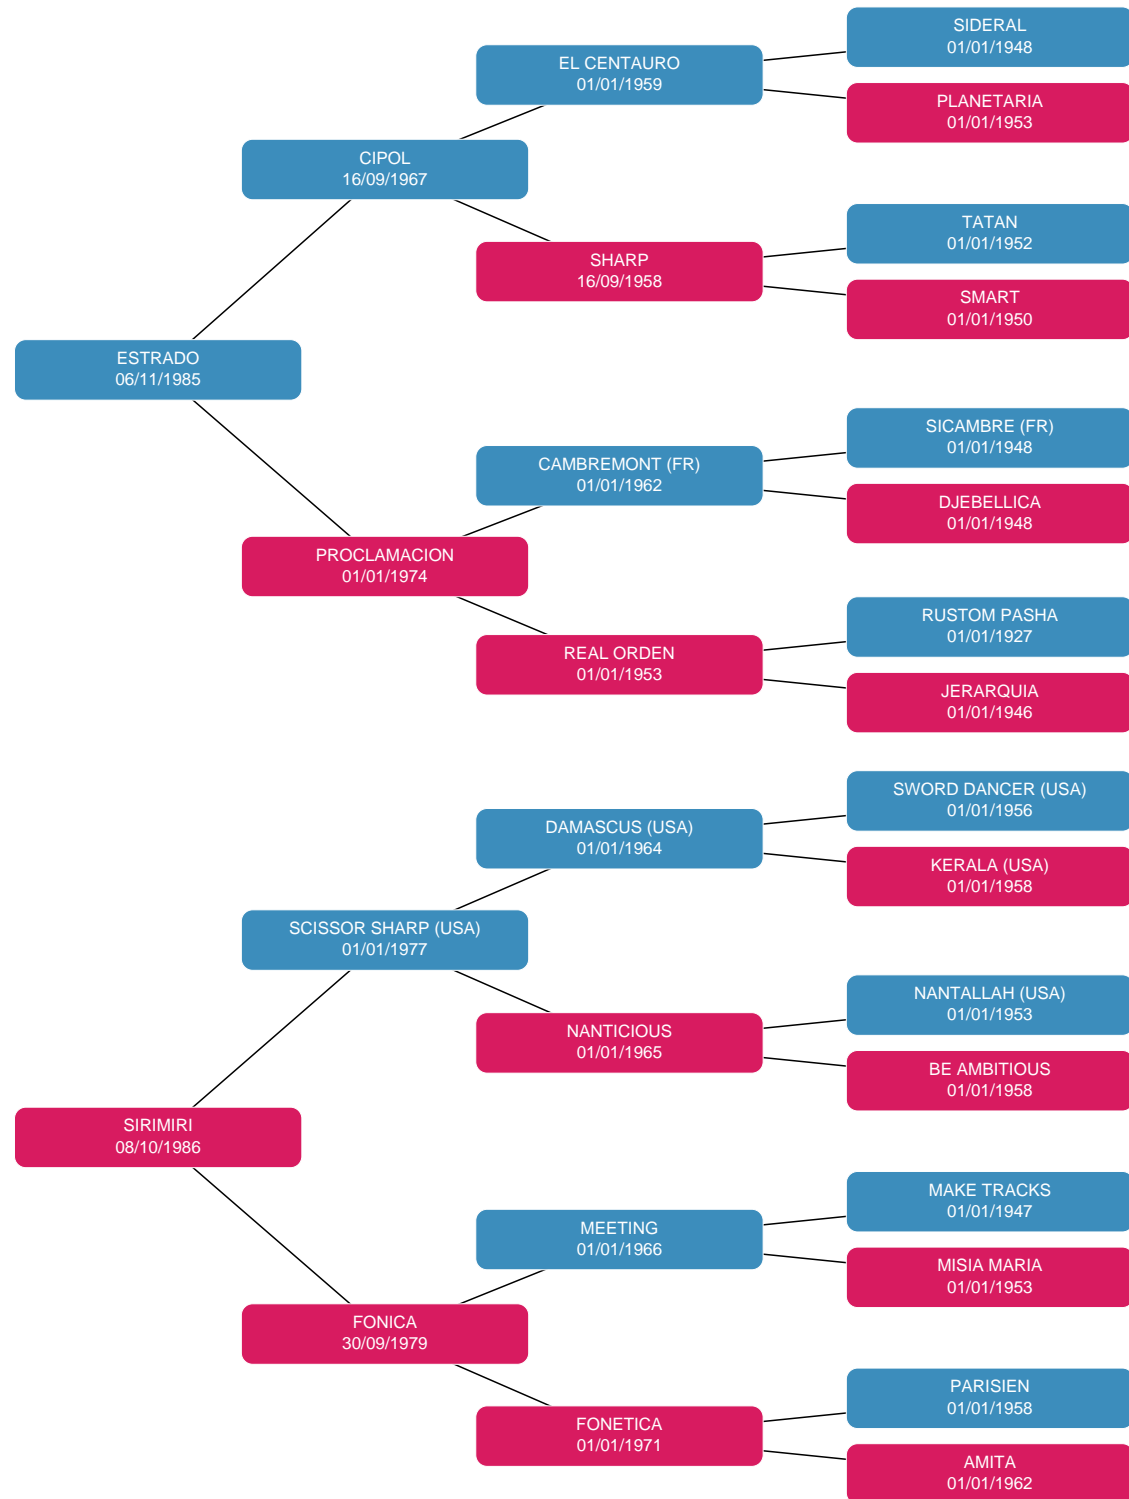 SIDERAL
01/01/1948
EL CENTAURO
01/01/1959
PLANETARIA
01/01/1953
CIPOL
16/09/1967
TATAN
01/01/1952
SHARP
16/09/1958
SMART
01/01/1950
ESTRADO
06/11/1985
SICAMBRE (FR)
01/01/1948
CAMBREMONT (FR)
01/01/1962
DJEBELLICA
01/01/1948
PROCLAMACION
01/01/1974
RUSTOM PASHA
01/01/1927
REAL ORDEN
01/01/1953
JERARQUIA
01/01/1946
SWORD DANCER (USA)
01/01/1956
DAMASCUS (USA)
01/01/1964
KERALA (USA)
01/01/1958
SCISSOR SHARP (USA)
01/01/1977
NANTALLAH (USA)
01/01/1953
NANTICIOUS
01/01/1965
BE AMBITIOUS
01/01/1958
SIRIMIRI
08/10/1986
MAKE TRACKS
01/01/1947
MEETING
01/01/1966
MISIA MARIA
01/01/1953
FONICA
30/09/1979
PARISIEN
01/01/1958
FONETICA
01/01/1971
AMITA
01/01/1962